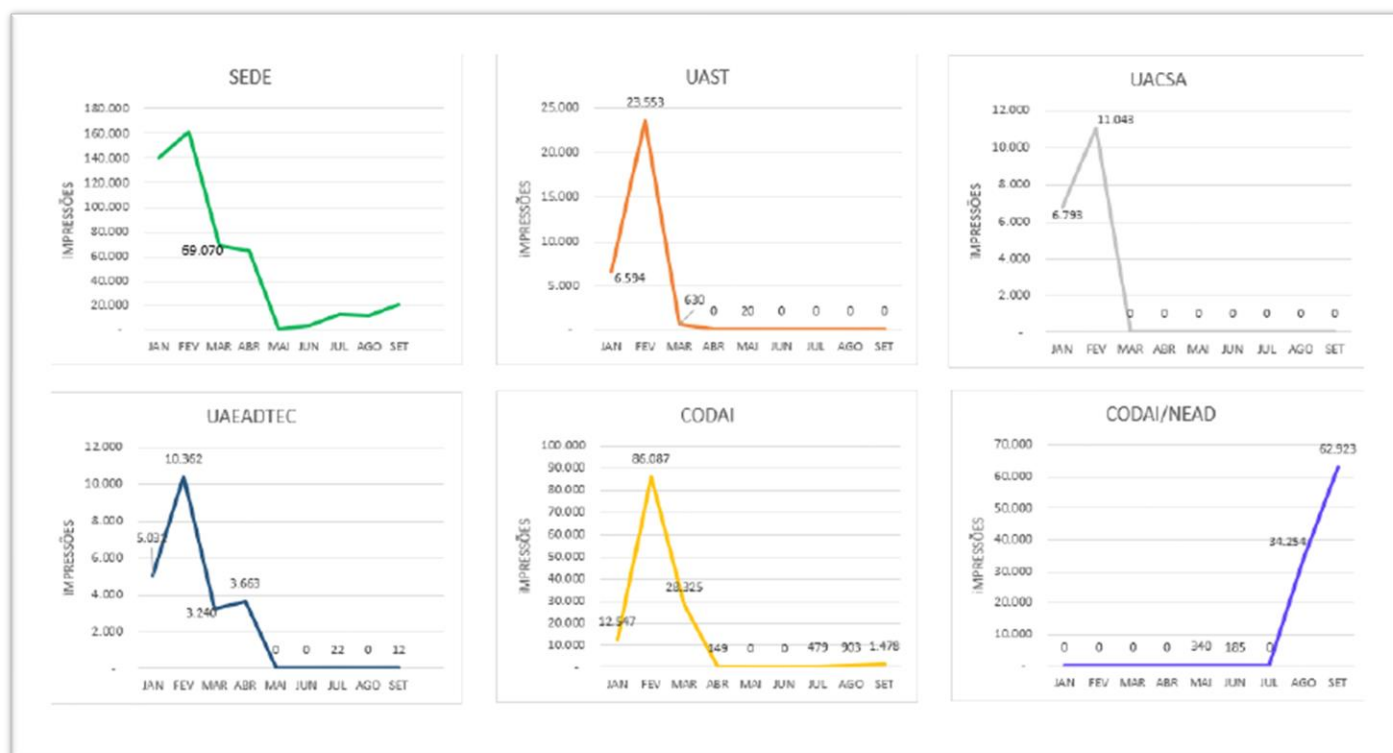 SEDE
IMPRESSÕES
180.000
160.000
140.000
120.000
100.000
80.000
60.000
40.000
20.000
-
69.070
JAN FEV MAR ABR MAI JUN JUL AGO SET
UAST
IMPRESSÕES
25.000
20.000
15.000
10.000
5.000
-
23.553
6.594
630 0 20 0 0 0 0
JAN FEV MAR ABR MAI JUN JUL AGO SET
UACSA
IMPRESSÕES
12.000
10.000
8.000
6.000
4.000
2.000
-
11.043
6.793
0 0 0 0 0 0 0
JAN FEV MAR ABR MAI JUN JUL AGO SET
UAEADTEC
IMPRESSÕES
12.000
10.000
8.000
6.000
4.000
2.000
-
10.362
5.031
3.240
3.663
0 0 22 0 12
JAN FEV MAR ABR MAI JUN JUL AGO SET
CODAI
IMPRESSÕES
100.000
90.000
80.000
70.000
60.000
50.000
40.000
30.000
20.000
10.000
-
86.087
28.325
149 0 0 479 903 1.478
JAN FEV MAR ABR MAI JUN JUL AGO SET
CODAI/NEAD
IMPRESSÕES
70.000
60.000
50.000
40.000
30.000
20.000
10.000
-
62.923
0 0 0 0 340 185 0
JAN FEV MAR ABR MAI JUN JUL AGO SET